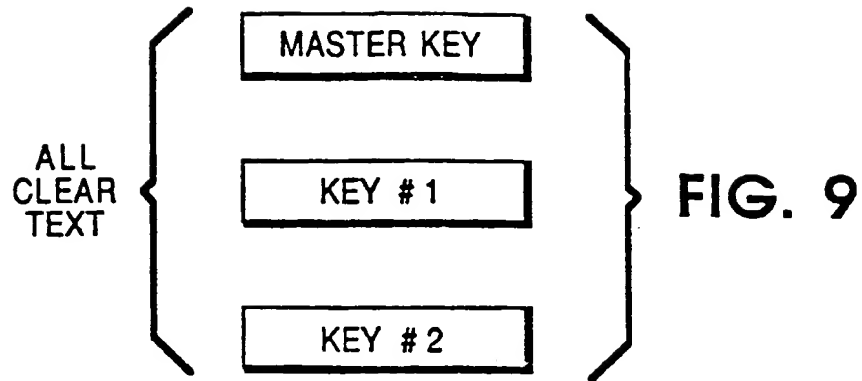 MASTER KEY
ALL
CLEAR
TEXT
KEY #1
FIG. 9
KEY #2